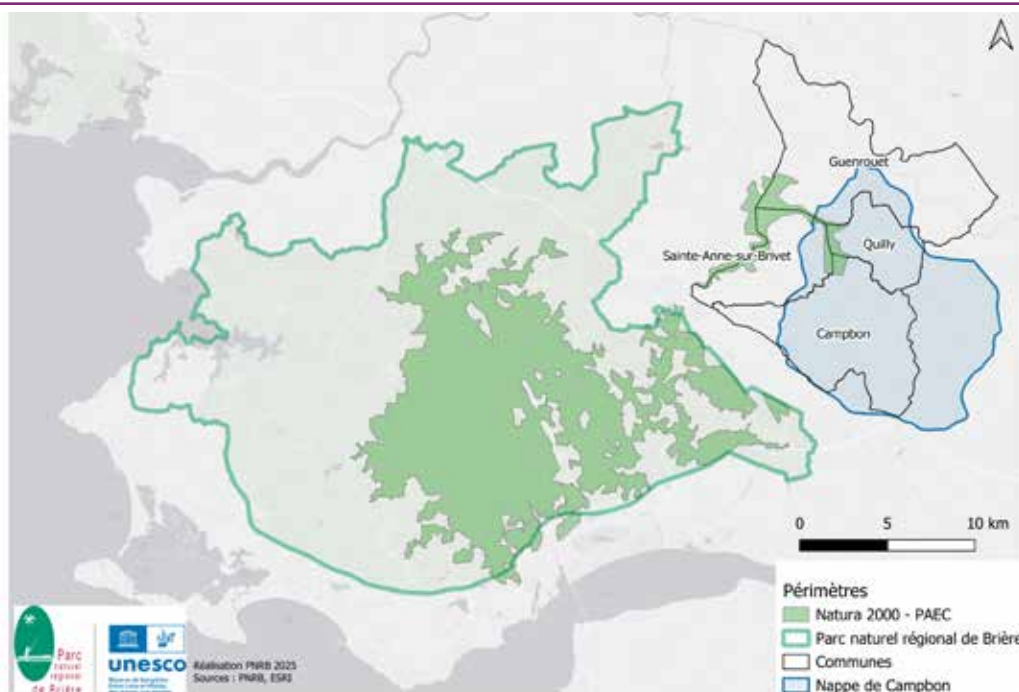 Guenrouet
Quilly
Sainte-Anne-sur-Brivet
Campbon
0 5 10 km
Périmètres
Natura 2000 - PAEC
Parc naturel régional de Brière
Communes
Nappe de Campbon
Parc
naturel
régional
de Brière
unesco
Réalisation PNRB 2025
Sources : PNRB, ESRI